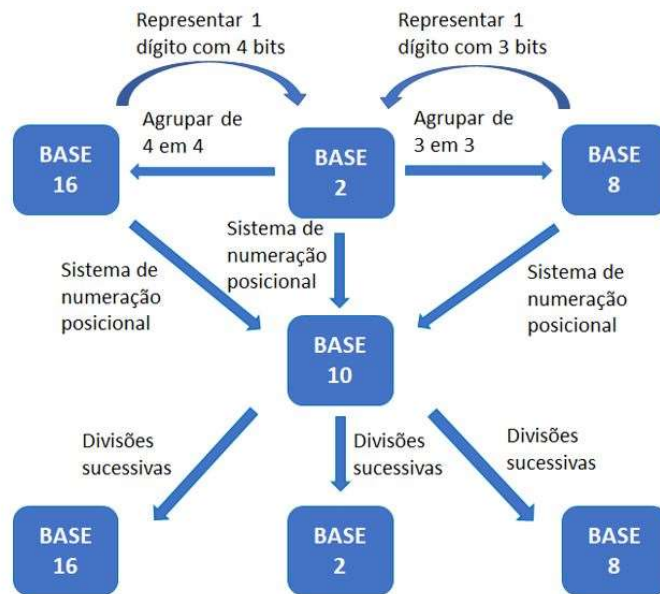 Representar 1
dígito com 4 bits
Representar 1
dígito com 3 bits
Agrupar de
4 em 4
Agrupar de
3 em 3
BASE
16
BASE
2
BASE
8
Sistema de
numeração
posicional
Sistema de
numeração
posicional
Sistema de
numeração
posicional
BASE
10
Divisões
sucessivas
Divisões
sucessivas
Divisões
sucessivas
BASE
16
BASE
2
BASE
8